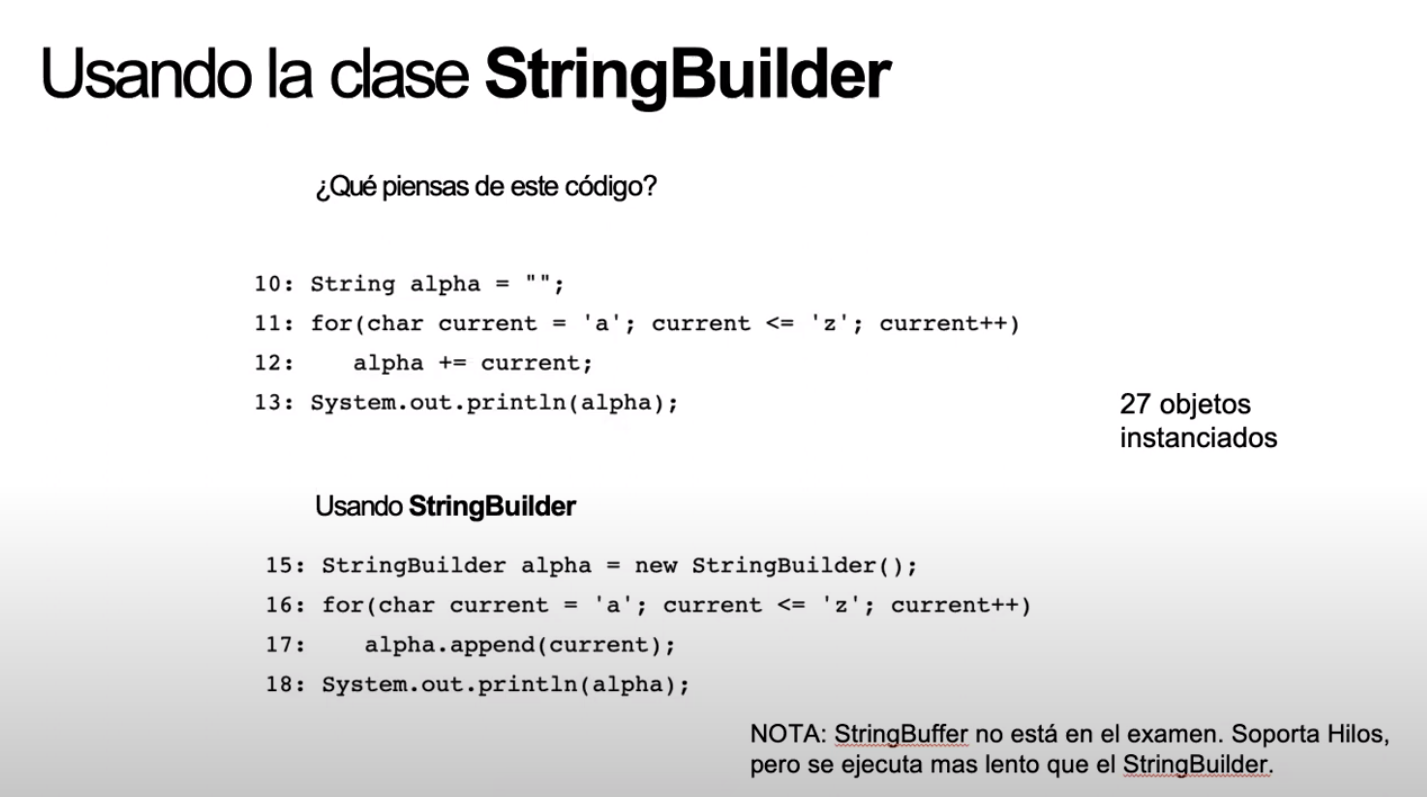 Usando la clase StringBuilder
¿Qué piensas de este código?
10: String alpha = "";
11: for(char current = 'a'; current <= 'z'; current++)
12:    alpha += current;
13: System.out.println(alpha);
27 objetos
instanciados
Usando StringBuilder
15: StringBuilder alpha = new StringBuilder();
16: for(char current = 'a'; current <= 'z'; current++)
17:    alpha.append(current);
18: System.out.println(alpha);
NOTA: StringBuffer no está en el examen. Soporta Hilos,
pero se ejecuta mas lento que el StringBuilder.